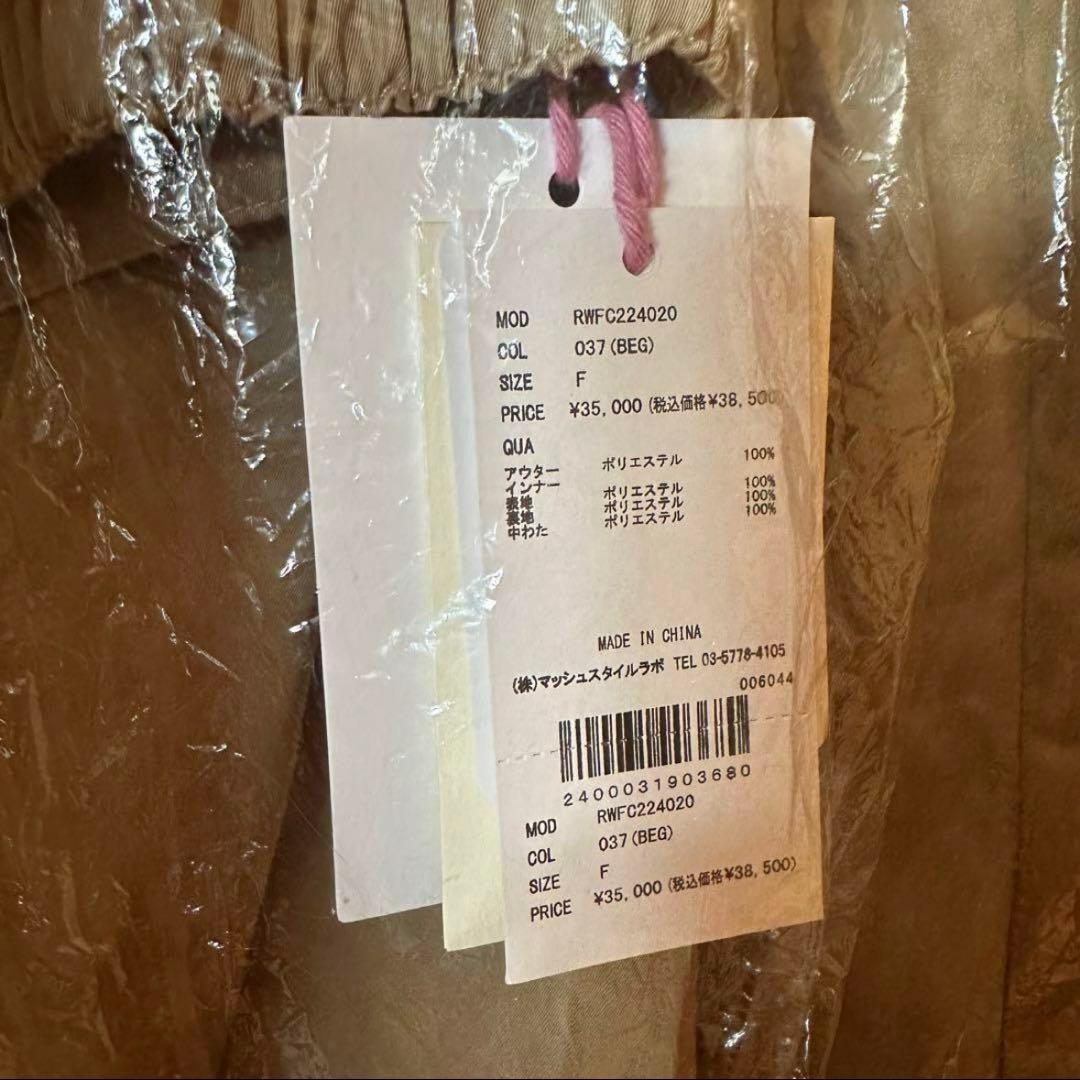 MOD RWFC224020
COL 037(BEG)
SIZE F
PRICE ¥35,000(税込価格¥38,500)
QUA
アウター ポリエステル 100%
インナー
表地 ポリエステル 100%
裏地 ポリエステル 100%
中わた ポリエステル 100%
MADE IN CHINA
(株)マッシュスタイルラボ TEL 03-5778-4105
006044
2400031903680
MOD RWFC224020
COL 037(BEG)
SIZE F
PRICE ¥35,000(税込価格¥38,500)